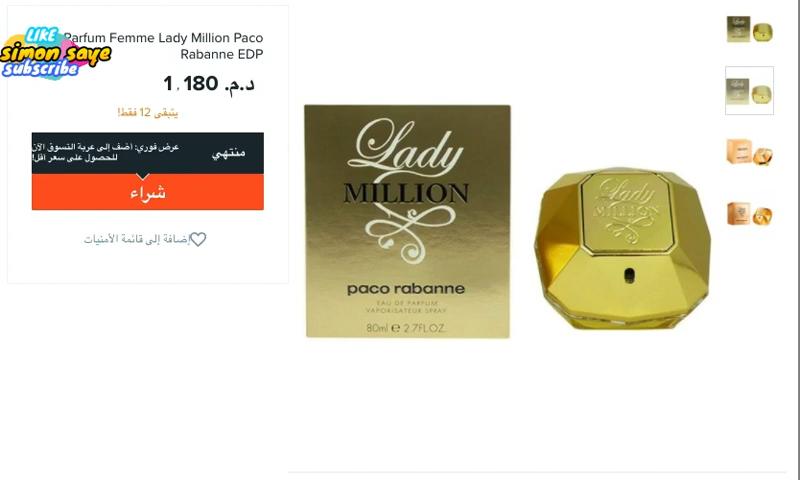 LIKE
simon saye
subscribe
Parfum Femme Lady Million Paco
Rabanne EDP
1,180 د.م.
يتبقى 12 فقط!
منتهي
عرض فوري: أضف إلى عربة التسوق الآن
للحصول على سعر أقل!
شراء
إضافة إلى قائمة الأمنيات
Lady
MILLION
paco rabanne
EAU DE PARFUM
VAPORISATEUR SPRAY
80ml e 2.7FL.OZ.
Lady
MILLION